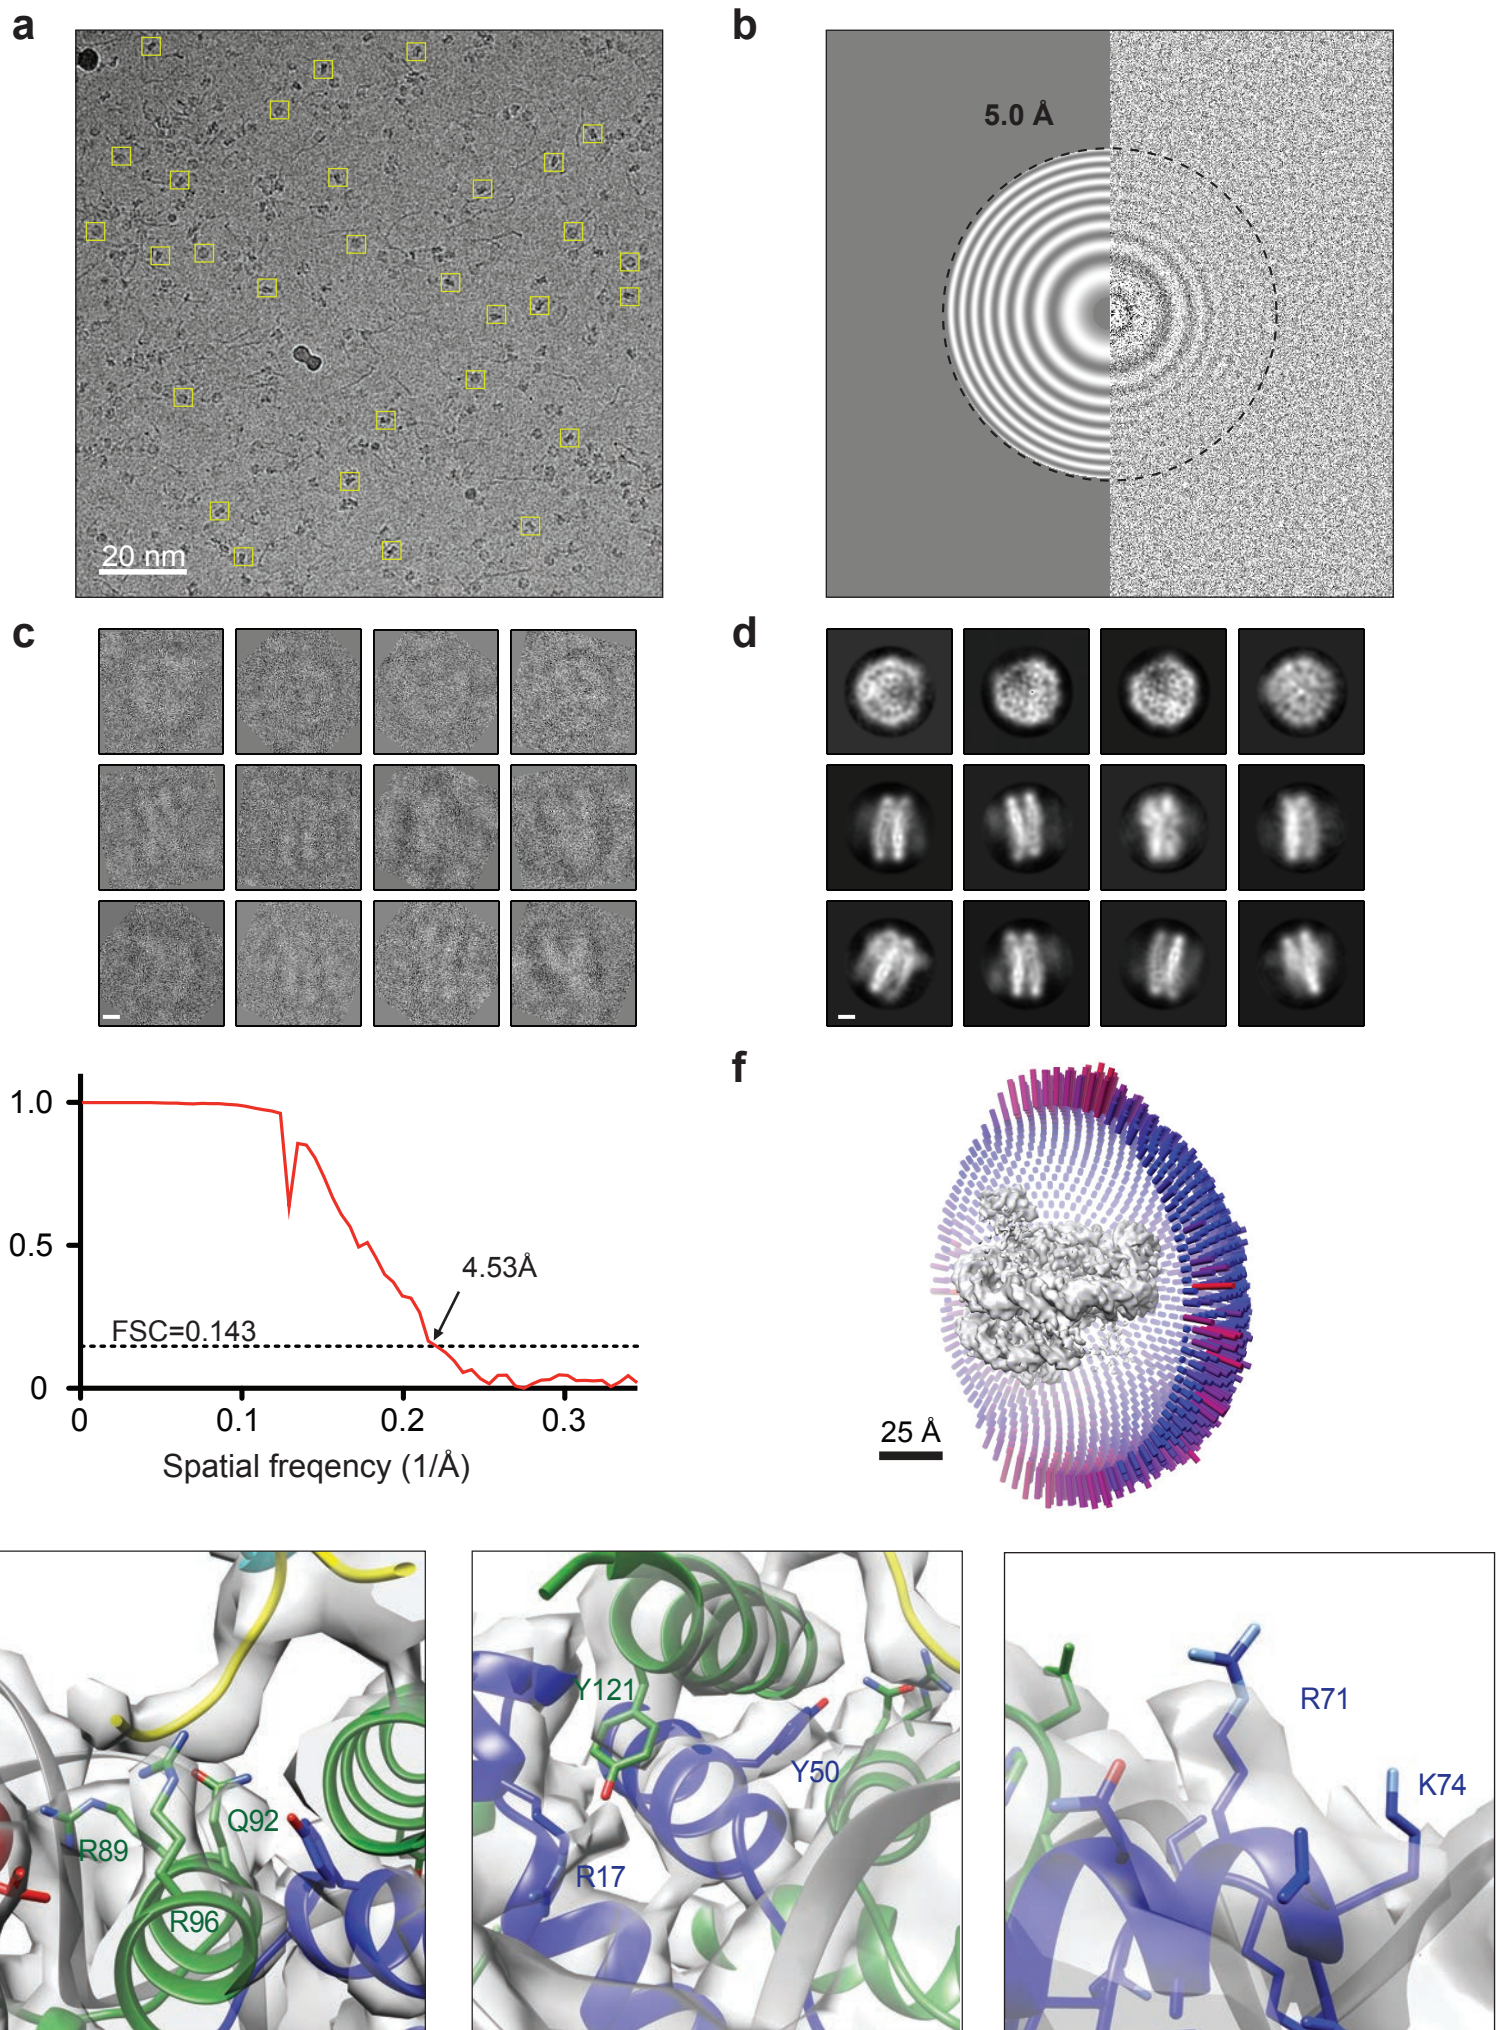 a
b
5.0 Å
20 nm
c
d
1.0
0.5
0
4.53Å
FSC=0.143
0 0.1 0.2 0.3
Spatial freqency (1/Å)
f
25 Å
R89
Q92
R96
Y121
Y50
R17
R71
K74